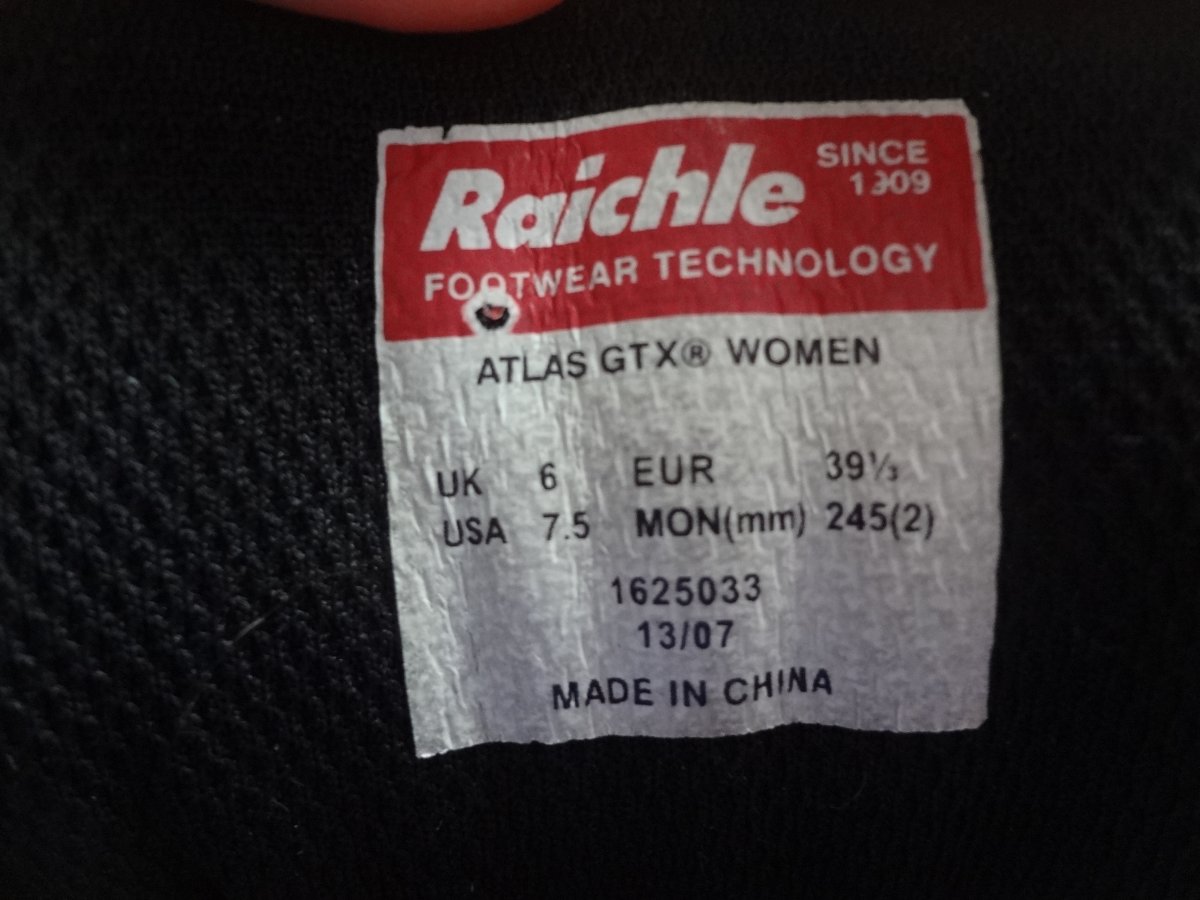 Raichle SINCE 1909
FOOTWEAR TECHNOLOGY
ATLAS GTX® WOMEN
UK 6 EUR 39⅓
USA 7.5 MON(mm) 245(2)
1625033
13/07
MADE IN CHINA